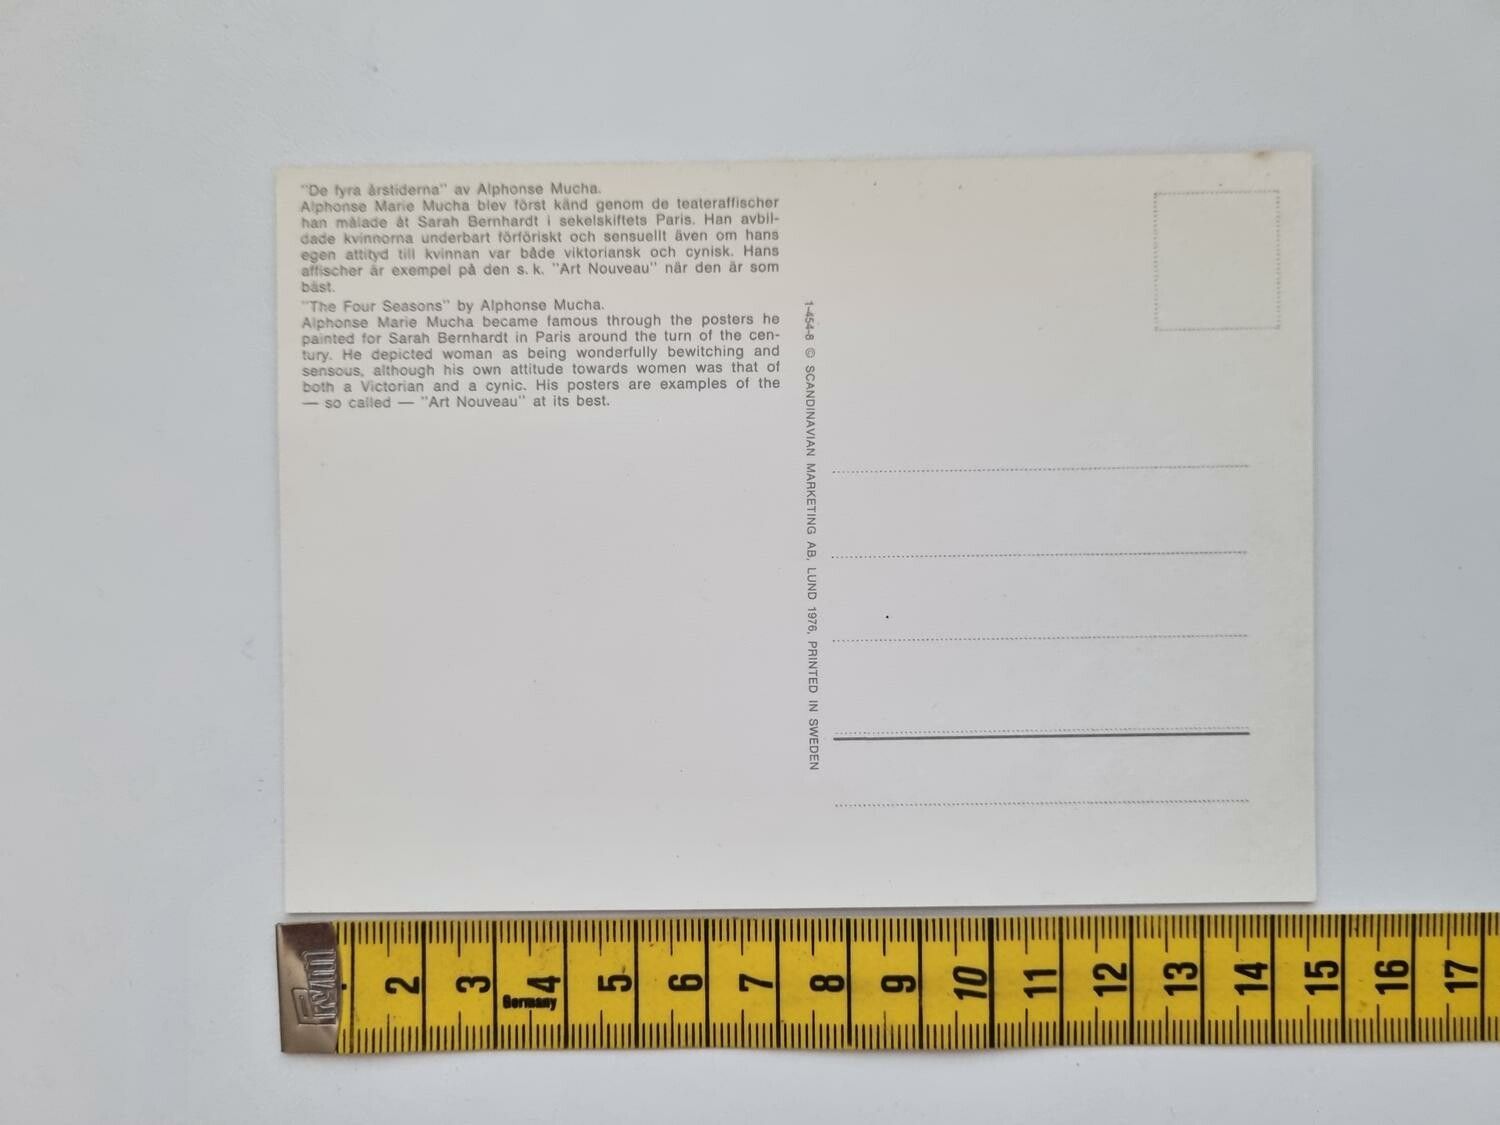 "De fyra årstiderna" av Alphonse Mucha.
Alphonse Marie Mucha blev först känd genom de teateraffischer
han målade åt Sarah Bernhardt i sekelskiftets Paris. Han avbil-
dade kvinnorna underbart förföriskt och sensuellt även om hans
egen attityd till kvinnan var både viktoriansk och cynisk. Hans
affischer är exempel på den s. k. "Art Nouveau" när den är som
bäst.
"The Four Seasons" by Alphonse Mucha.
Alphonse Marie Mucha became famous through the posters he
painted for Sarah Bernhardt in Paris around the turn of the cen-
tury. He depicted woman as being wonderfully bewitching and
sensous, although his own attitude towards women was that of
both a Victorian and a cynic. His posters are examples of the
— so called — "Art Nouveau" at its best.
1-454-8 © SCANDINAVIAN MARKETING AB, LUND 1976, PRINTED IN SWEDEN
Prym
2 3 4 5 6 7 8 9 10 11 12 13 14 15 16 17
Germany